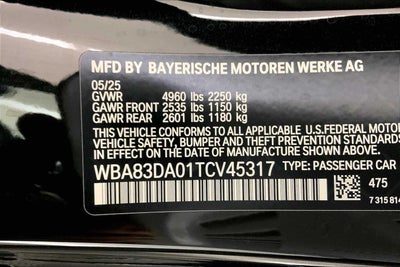 MFD BY BAYERISCHE MOTOREN WERKE AG
05/25
GVWR 4960 lbs 2250 kg
GAWR FRONT 2535 lbs 1150 kg
GAWR REAR 2601 lbs 1180 kg
THIS VEHICLE CONFORMS TO ALL APPLICABLE U.S.FEDERAL MOTOR
VEHICLE SAFETY, BUMPER AND THEFT PREVENTION STANDARDS
IN EFFECT ON THE DATE OF MANUFACTURE SHOWN ABOVE.
WBA83DA01TCV45317 TYPE: PASSENGER CAR
475
7 315 814